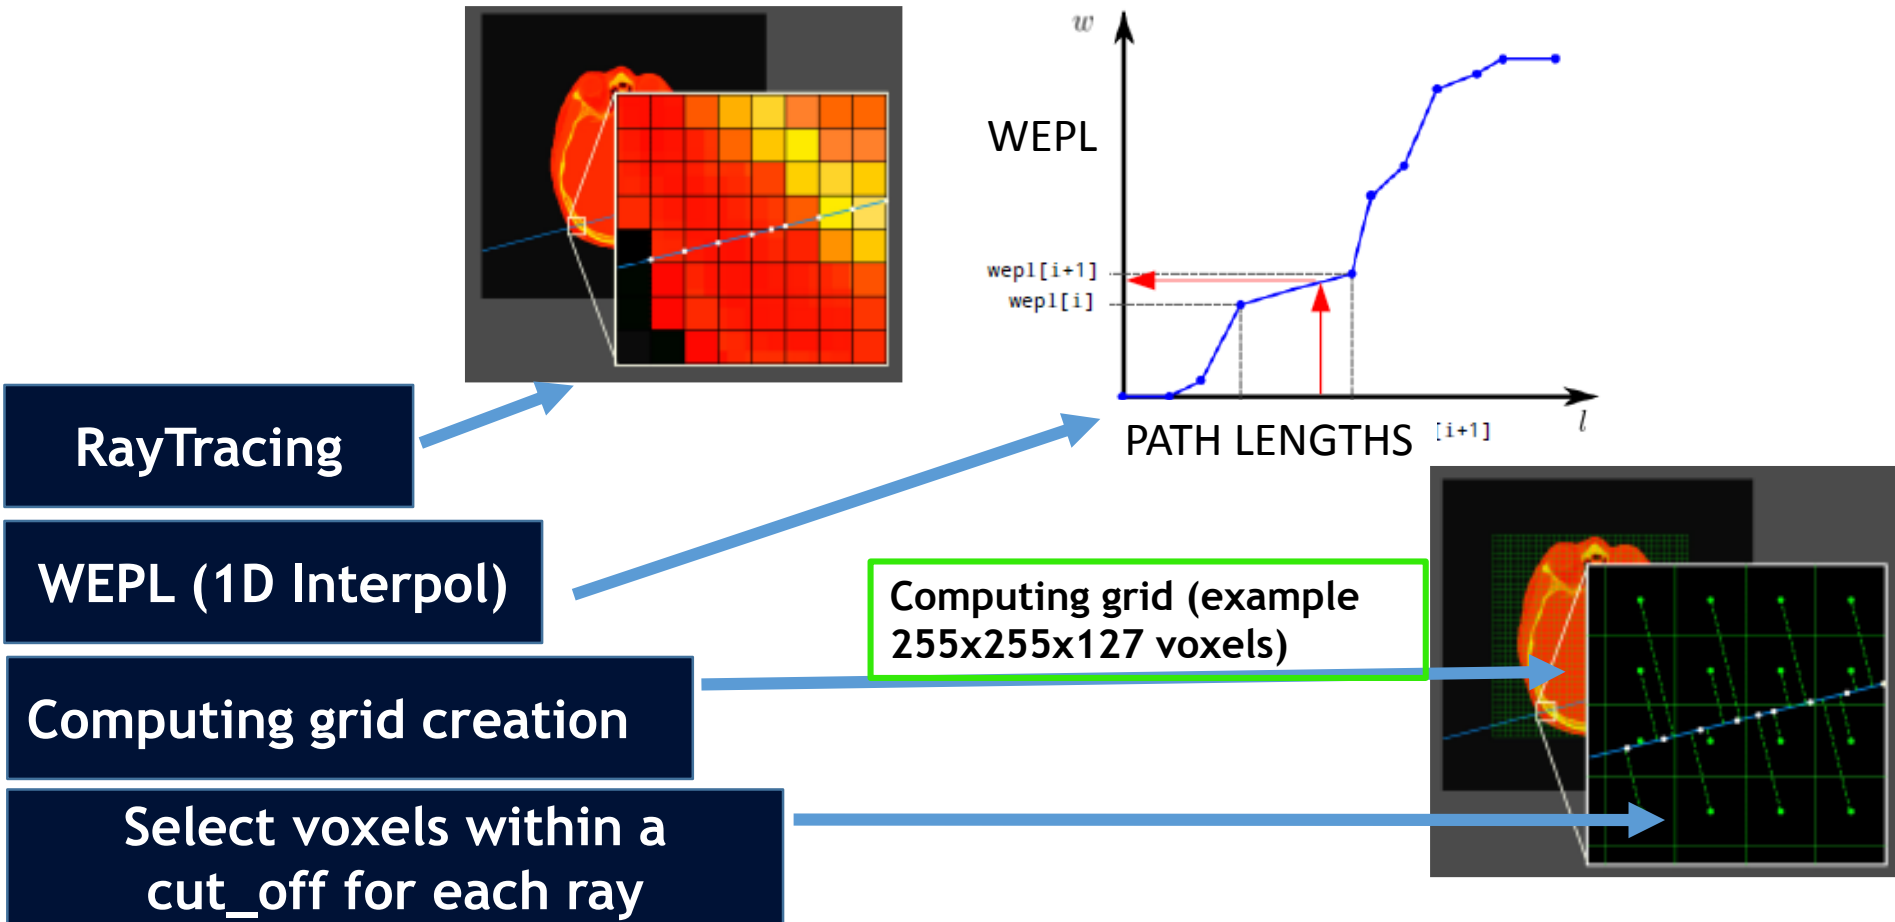 w
WEPL
wepl[i+1]
wepl[i]
PATH LENGTHS [i+1]
l
RayTracing
WEPL (1D Interpol)
Computing grid (example
255x255x127 voxels)
Computing grid creation
Select voxels within a
cut_off for each ray